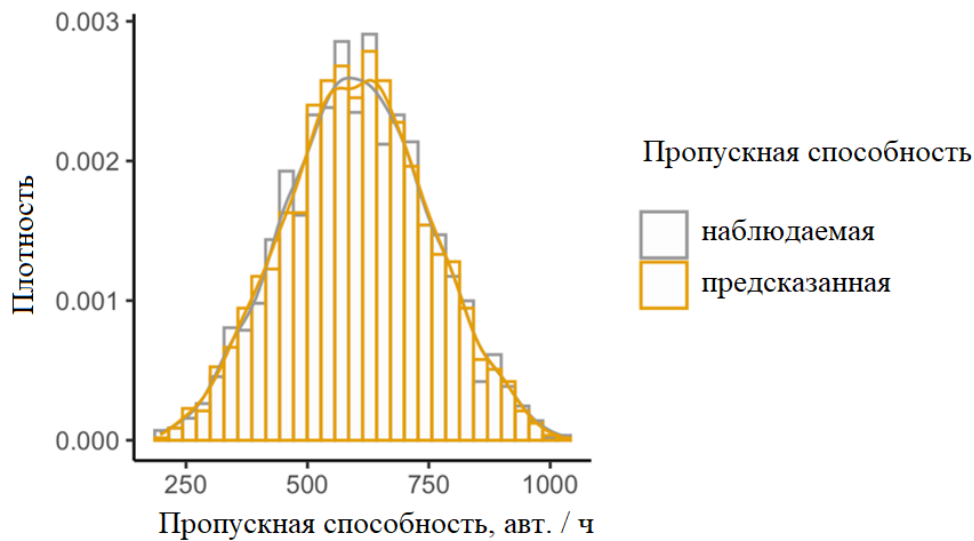 0.003
0.002
0.001
0.000
Плотность
250 500 750 1000
Пропускная способность, авт. / ч
Пропускная способность
наблюдаемая
предсказанная